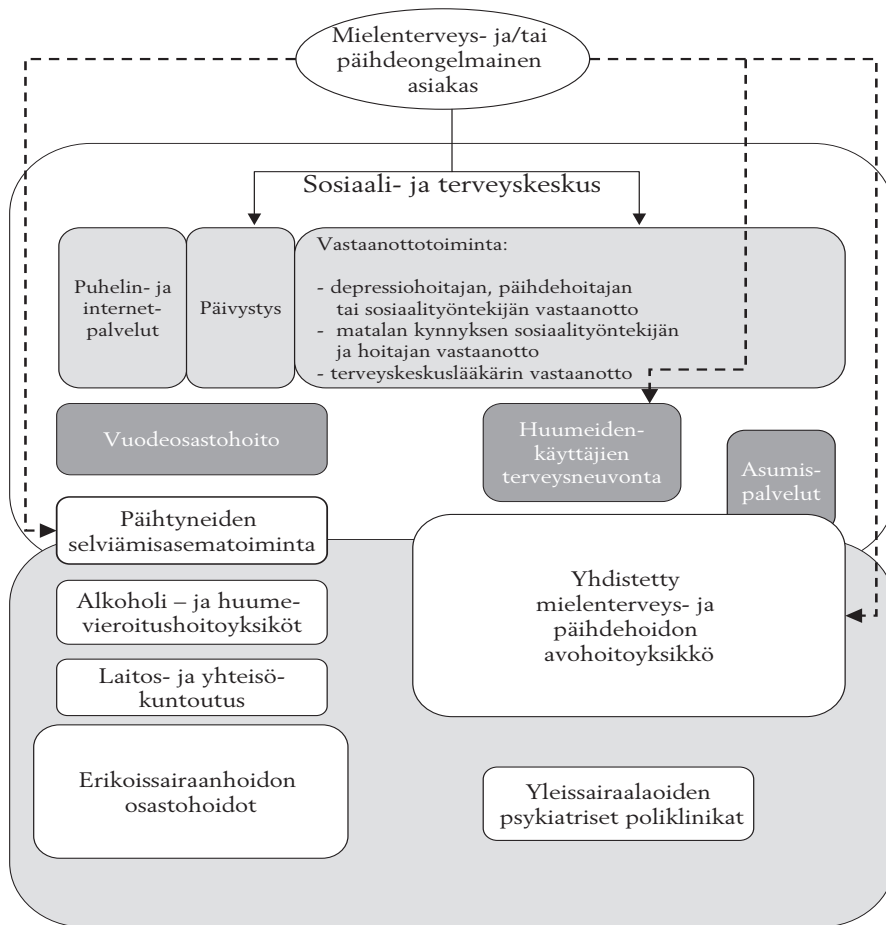 Mielenterveys- ja/tai
päihdeongelmainen
asiakas
Sosiaali- ja terveyskeskus
Puhelin- ja
internet-
palvelut
Päivystys
Vastaanottotoiminta:
- depressiohoitajan, päihdehoitajan
tai sosiaalityöntekijän vastaanotto
- matalan kynnyksen sosiaalityöntekijän
ja hoitajan vastaanotto
- terveyskeskuslääkärin vastaanotto
Vuodeosastohoito
Huumeiden-
käyttäjien
terveysneuvonta
Asumis-
palvelut
Päihtyneiden
selviämisasematoiminta
Alkoholi – ja huume-
vieroitushoitoyksiköt
Laitos- ja yhteisö-
kuntoutus
Erikoissairaanhoidon
osastohoidot
Yhdistetty
mielenterveys- ja
päihdehoidon
avohoitoyksikkö
Yleissairaalaoiden
psykiatriset poliklinikat